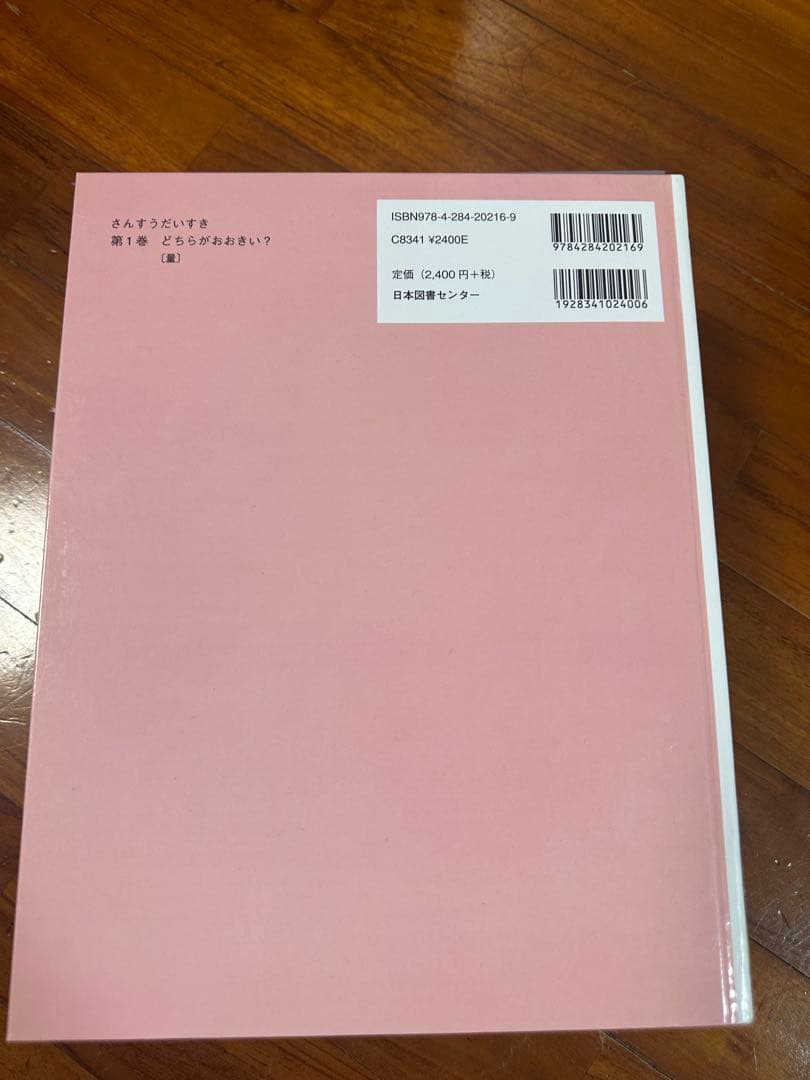 さんすうだいすき
第1巻　どちらがおおきい？
〔量〕
ISBN978-4-284-20216-9
C8341 ¥2400E
定価（2,400円＋税）
日本図書センター
9784284202169
1928341024006